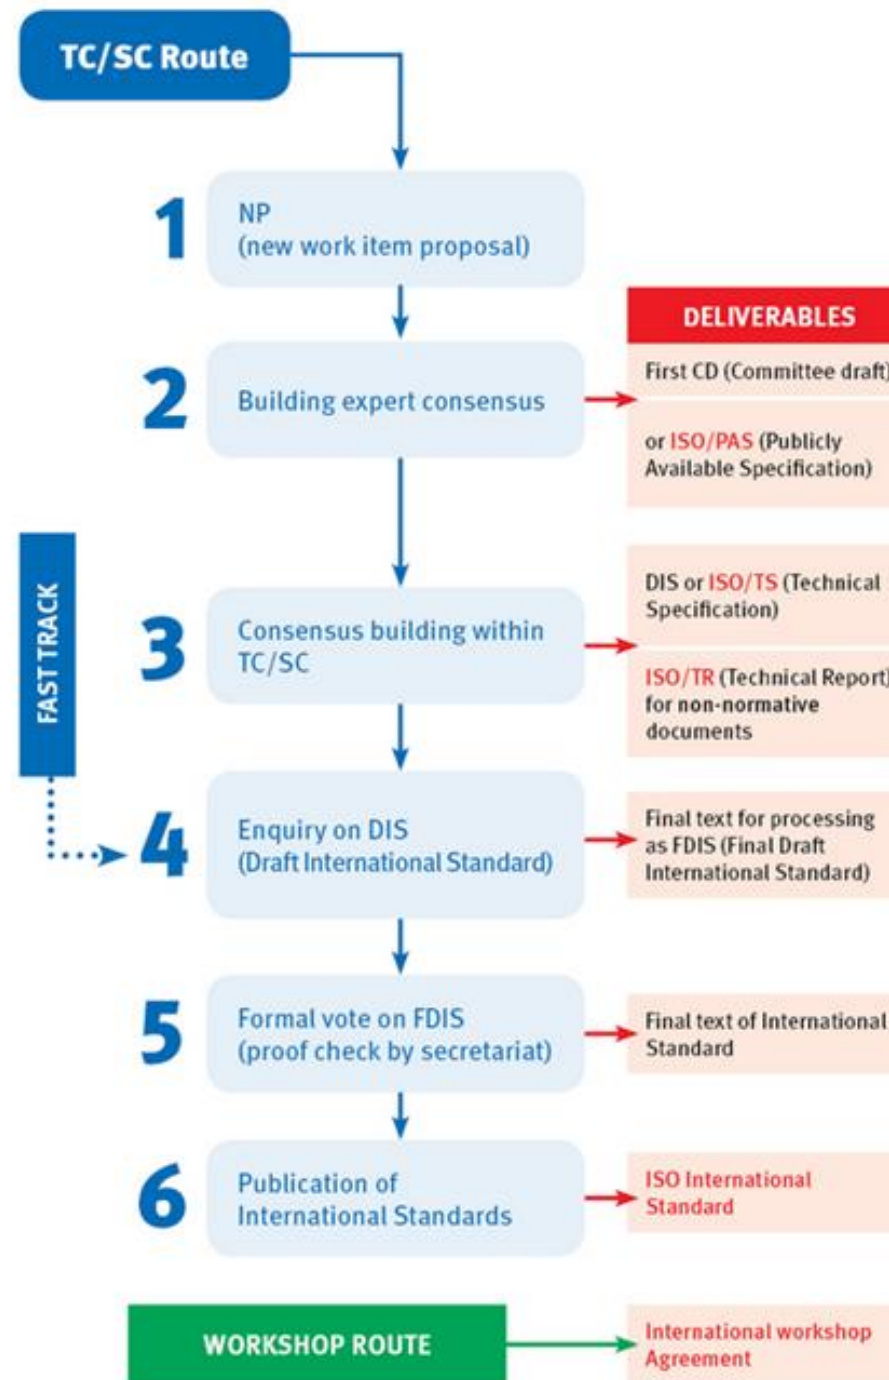 TC/SC Route
1
NP
(new work item proposal)
DELIVERABLES
2
Building expert consensus
First CD (Committee draft)
or ISO/PAS (Publicly
Available Specification)
FAST TRACK
3
Consensus building within
TC/SC
DIS or ISO/TS (Technical
Specification)
ISO/TR (Technical Report)
for non-normative
documents
4
Enquiry on DIS
(Draft International Standard)
Final text for processing
as FDIS (Final Draft
International Standard)
5
Formal vote on FDIS
(proof check by secretariat)
Final text of International
Standard
6
Publication of
International Standards
ISO International
Standard
WORKSHOP ROUTE
International workshop
Agreement